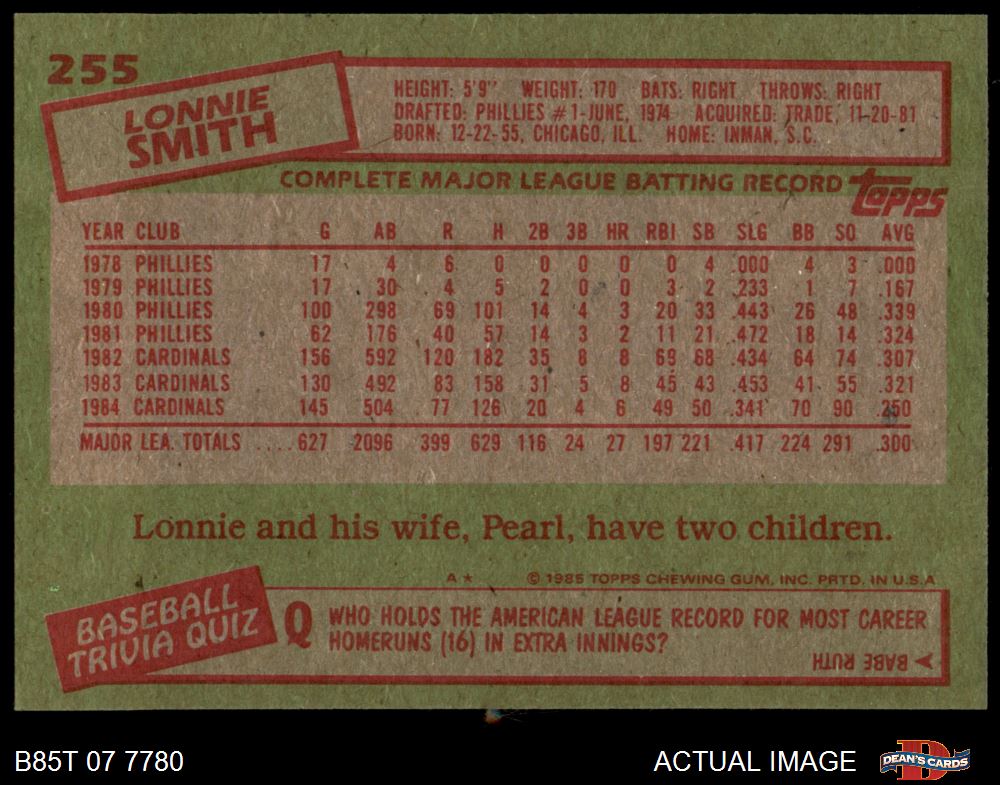 255
LONNIE
SMITH
HEIGHT: 5'9" WEIGHT: 170 BATS: RIGHT THROWS: RIGHT
DRAFTED: PHILLIES #1-JUNE, 1974 ACQUIRED: TRADE, 11-20-81
BORN: 12-22-55, CHICAGO, ILL. HOME: INMAN, S.C.
COMPLETE MAJOR LEAGUE BATTING RECORD topps
YEAR CLUB G AB R H 2B 3B HR RBI SB SLG BB SO AVG
1978 PHILLIES 17 4 6 0 0 0 0 0 4 .000 4 3 .000
1979 PHILLIES 17 30 4 5 2 0 0 3 2 .233 1 7 .167
1980 PHILLIES 100 298 69 101 14 4 3 20 33 .443 26 48 .339
1981 PHILLIES 62 176 40 57 14 3 2 11 21 .472 18 14 .324
1982 CARDINALS 156 592 120 182 35 8 8 69 68 .434 64 74 .307
1983 CARDINALS 130 492 83 158 31 5 8 45 43 .453 41 55 .321
1984 CARDINALS 145 504 77 126 20 4 6 49 50 .341 70 90 .250
MAJOR LEA. TOTALS .... 627 2096 399 629 116 24 27 197 221 .417 224 291 .300
Lonnie and his wife, Pearl, have two children.
A★ © 1985 TOPPS CHEWING GUM, INC. PRTD. IN U.S.A
BASEBALL
TRIVIA QUIZ
Q WHO HOLDS THE AMERICAN LEAGUE RECORD FOR MOST CAREER
HOMERUNS (16) IN EXTRA INNINGS?
BABE RUTH
B85T 07 7780
ACTUAL IMAGE
D
DEAN'S CARDS